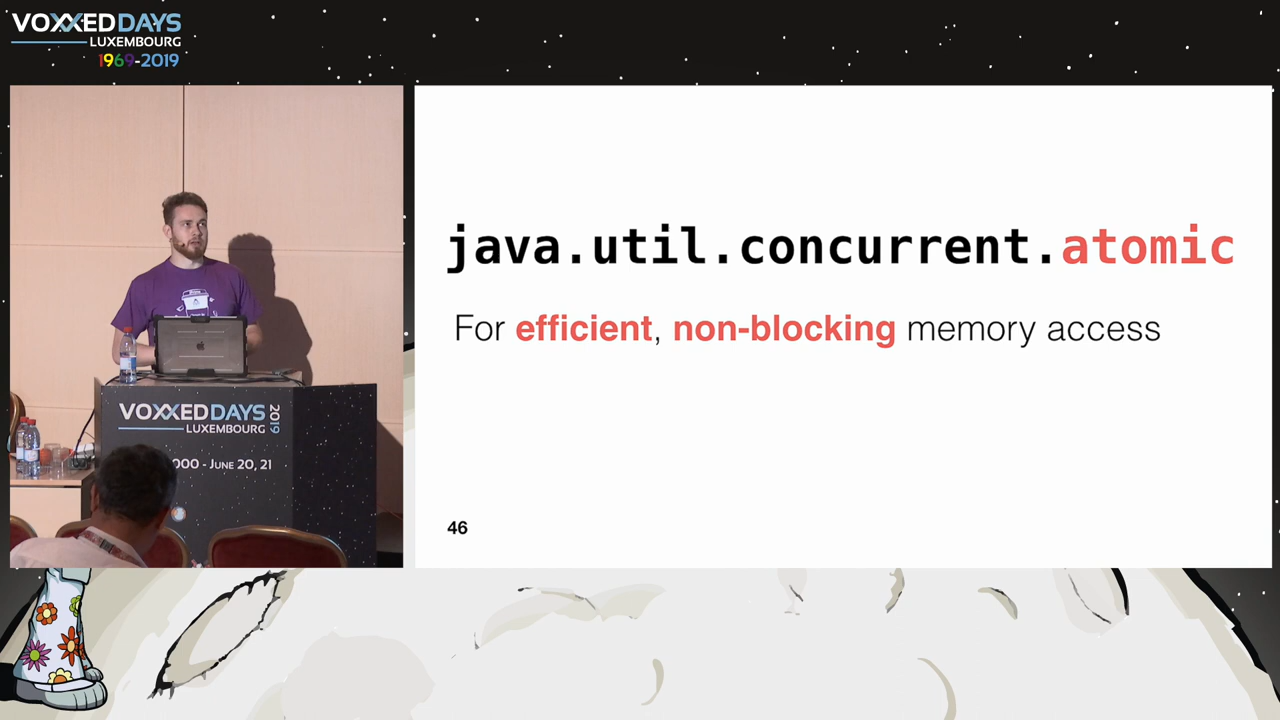 VOXXED DAYS
LUXEMBOURG
1969-2019
java.util.concurrent.atomic
For efficient, non-blocking memory access
46
VOXXED DAYS 2019
LUXEMBOURG
000 - JUNE 20, 21